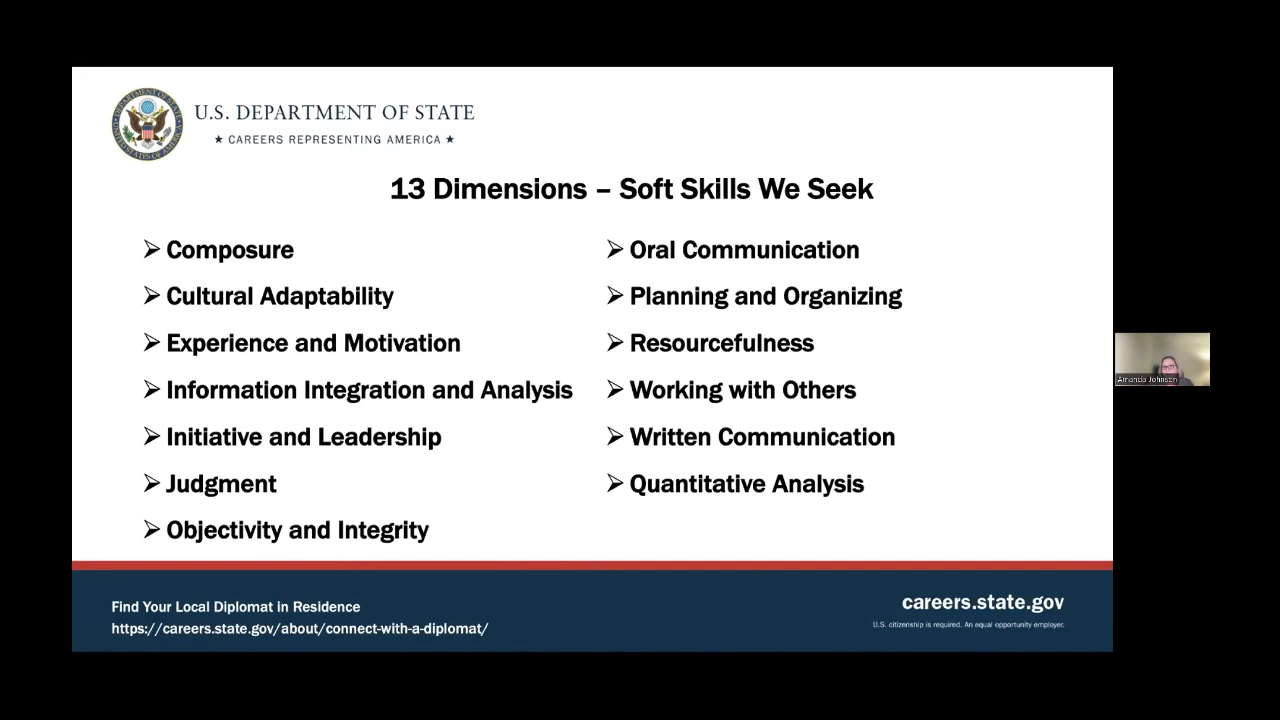 U.S. DEPARTMENT OF STATE
★ CAREERS REPRESENTING AMERICA ★
13 Dimensions – Soft Skills We Seek
➢ Composure
➢ Cultural Adaptability
➢ Experience and Motivation
➢ Information Integration and Analysis
➢ Initiative and Leadership
➢ Judgment
➢ Objectivity and Integrity
➢ Oral Communication
➢ Planning and Organizing
➢ Resourcefulness
➢ Working with Others
➢ Written Communication
➢ Quantitative Analysis
Find Your Local Diplomat in Residence
https://careers.state.gov/about/connect-with-a-diplomat/
careers.state.gov
U.S. citizenship is required. An equal opportunity employer.
Amanda Johnson